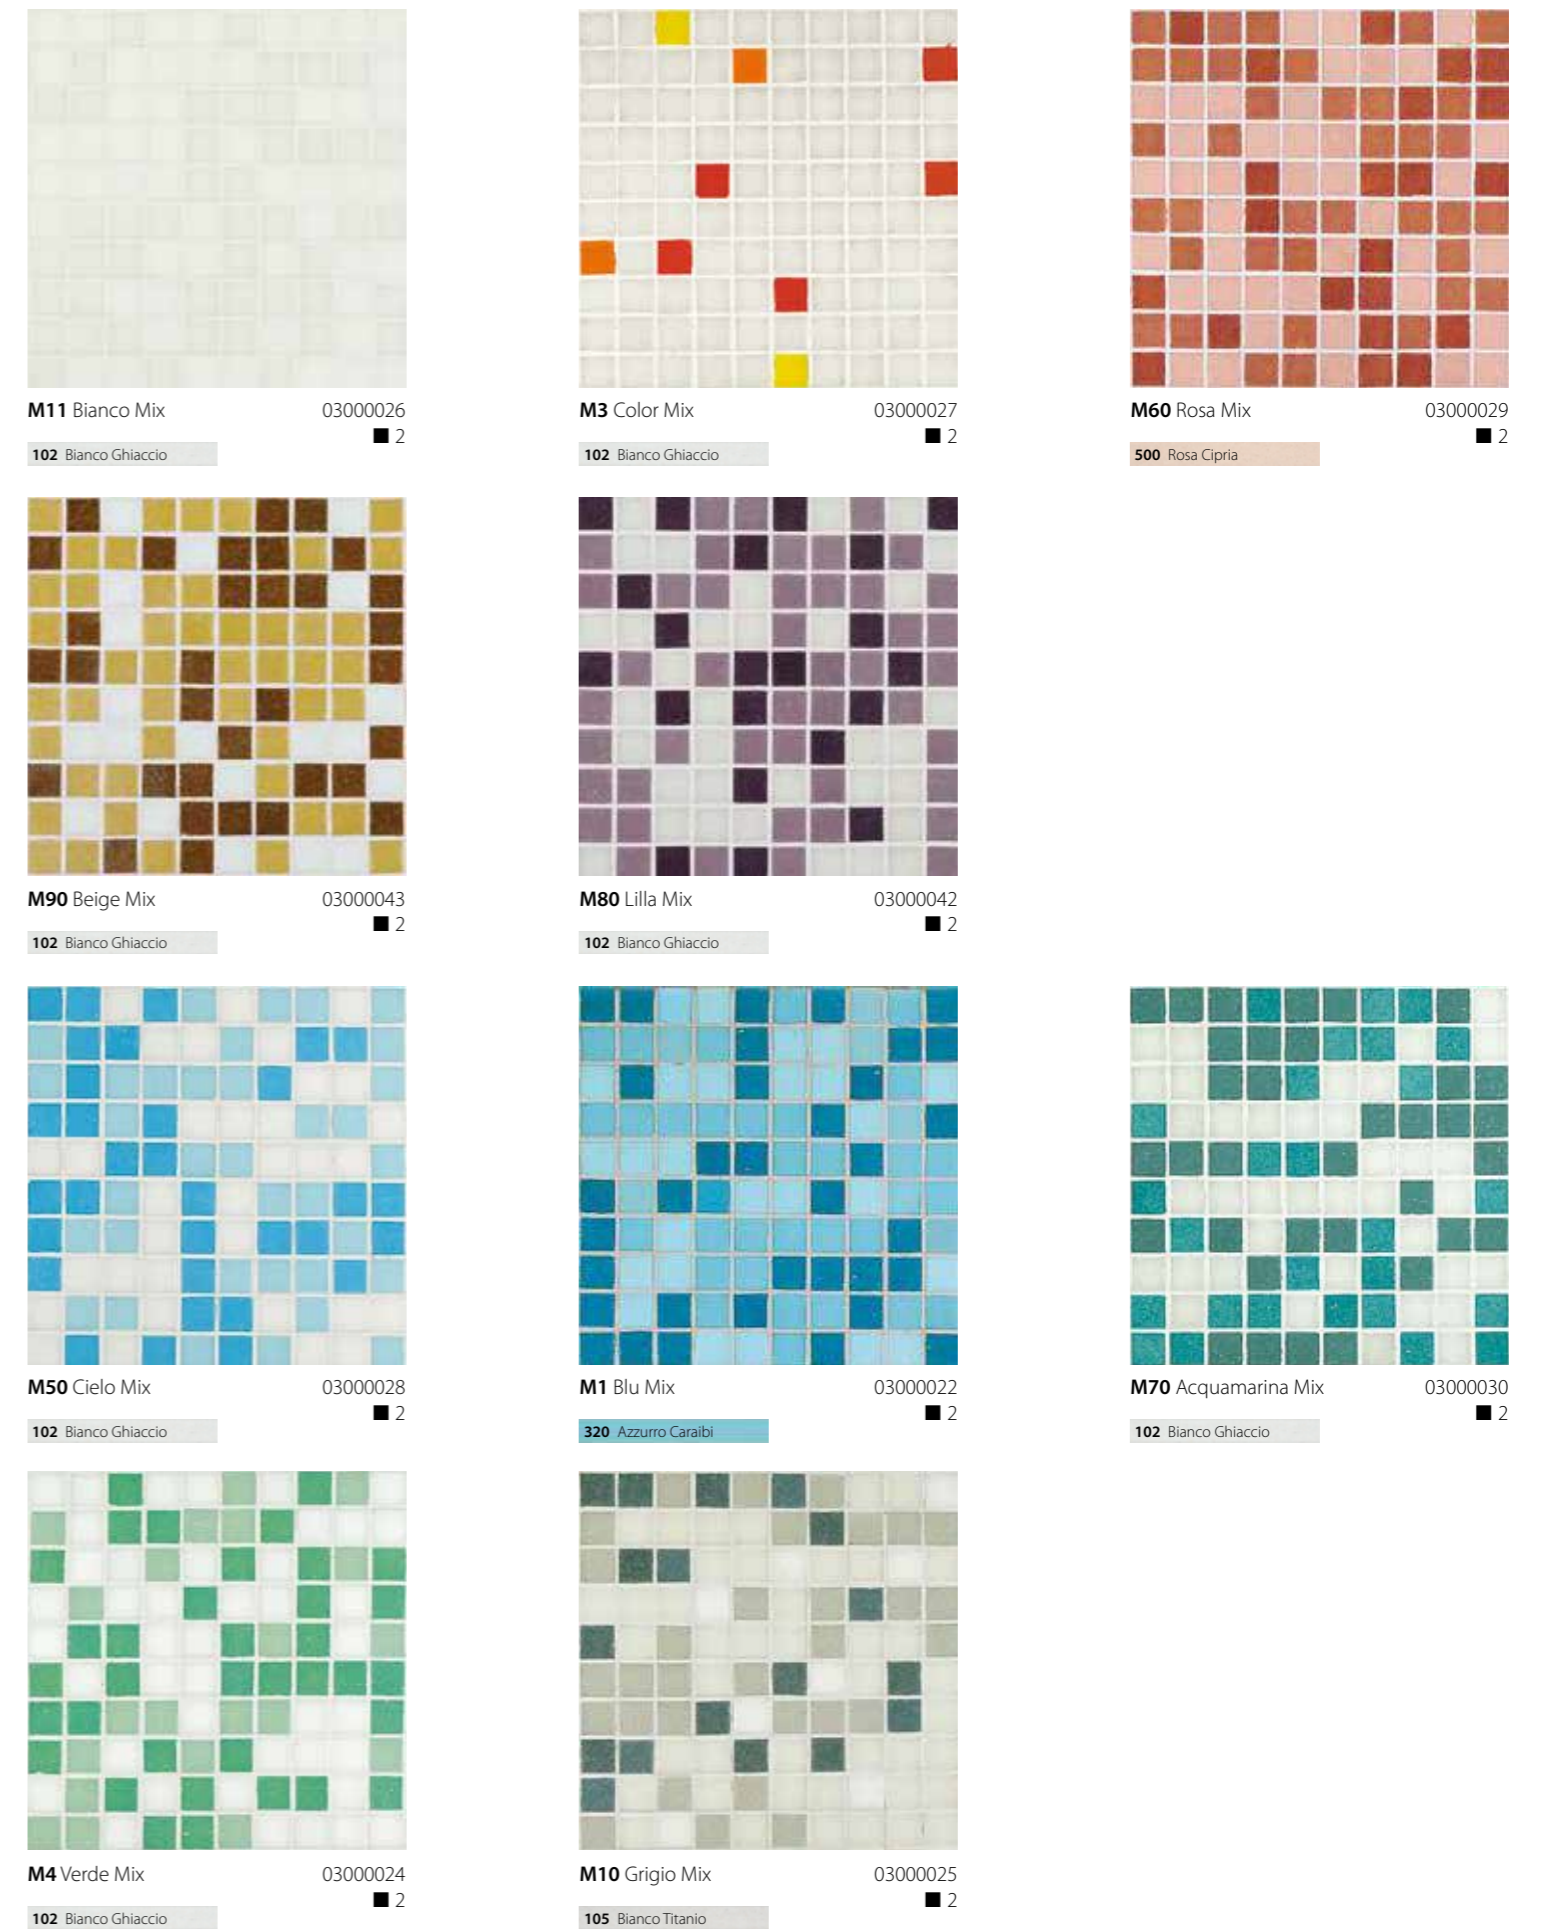 M11 Bianco Mix 03000026
■ 2
102 Bianco Ghiaccio
M3 Color Mix 03000027
■ 2
102 Bianco Ghiaccio
M60 Rosa Mix 03000029
■ 2
500 Rosa Cipria
M90 Beige Mix 03000043
■ 2
102 Bianco Ghiaccio
M80 Lilla Mix 03000042
■ 2
102 Bianco Ghiaccio
M50 Cielo Mix 03000028
■ 2
102 Bianco Ghiaccio
M1 Blu Mix 03000022
■ 2
320 Azzurro Caraibi
M70 Acquamarina Mix 03000030
■ 2
102 Bianco Ghiaccio
M4 Verde Mix 03000024
■ 2
102 Bianco Ghiaccio
M10 Grigio Mix 03000025
■ 2
105 Bianco Titanio